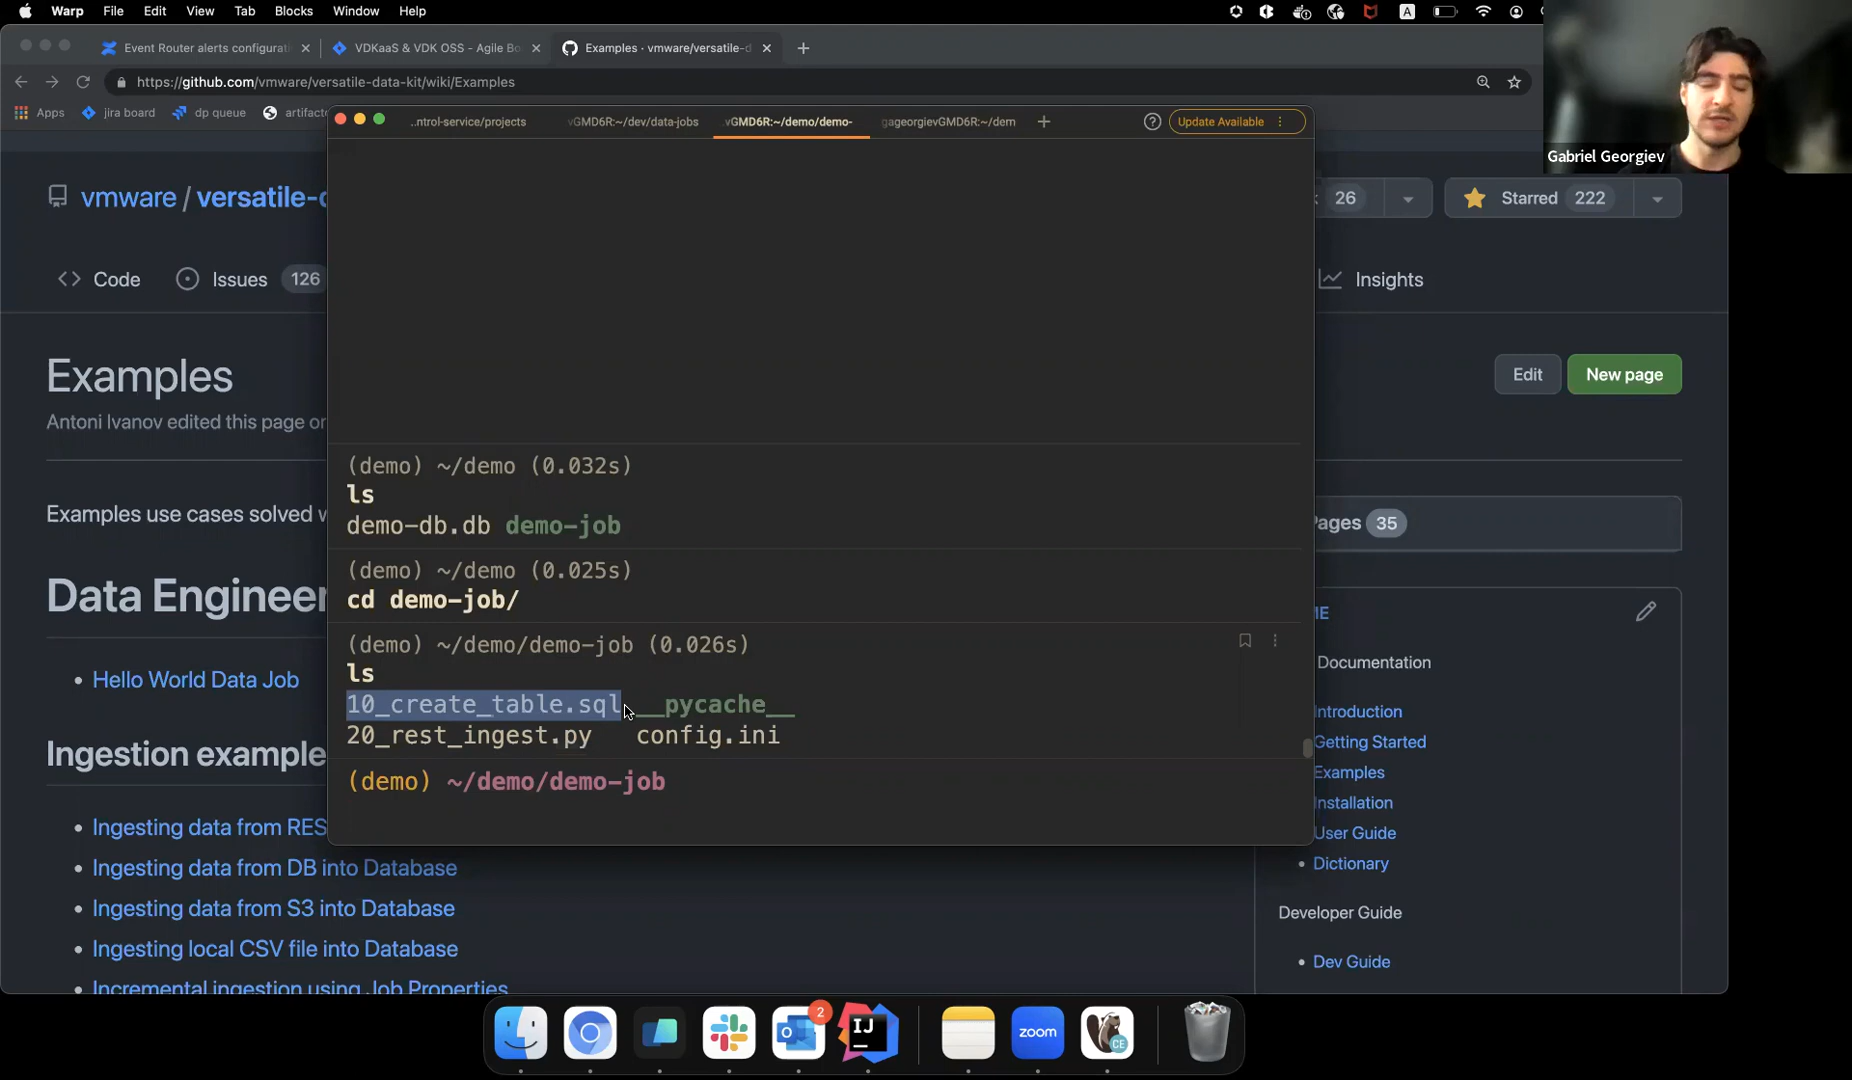 Warp File Edit View Tab Blocks Window Help
Event Router alerts configurati
VDKaaS & VDK OSS - Agile Bo
Examples · vmware/versatile-d
https://github.com/vmware/versatile-data-kit/wiki/Examples
Apps jira board dp queue artifact
..ntrol-service/projects
vGMD6R:~/dev/data-jobs
vGMD6R:~/demo/demo-
gageorgievGMD6R:~/dem
Update Available
Gabriel Georgiev
vmware / versatile-d
26
Starred 222
Code Issues 126
Insights
Examples
Antoni Ivanov edited this page on
Edit New page
Examples use cases solved w
Data Engineer
Hello World Data Job
Ingestion example
Ingesting data from RES
Ingesting data from DB into Database
Ingesting data from S3 into Database
Ingesting local CSV file into Database
Incremental ingest using Job Properties
(demo) ~/demo (0.032s)
ls
demo-db.db demo-job
(demo) ~/demo (0.025s)
cd demo-job/
(demo) ~/demo/demo-job (0.026s)
ls
10_create_table.sql __pycache__
20_rest_ingest.py config.ini
(demo) ~/demo/demo-job
Pages 35
ME
Documentation
Introduction
Getting Started
Examples
Installation
User Guide
Dictionary
Developer Guide
Dev Guide
2
IJ
zoom
CE